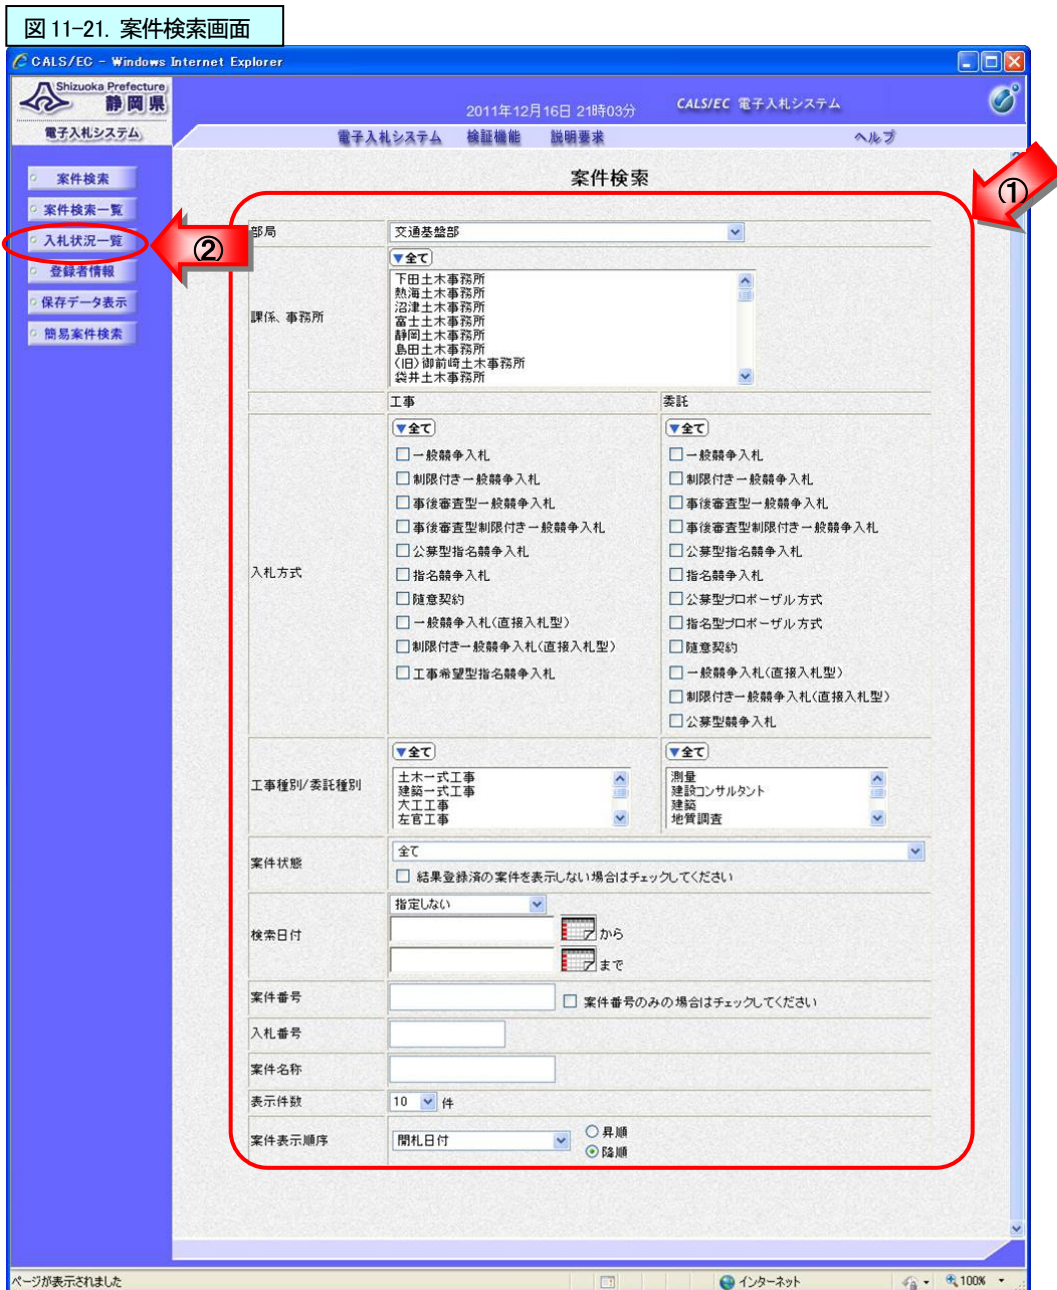 図 11-21. 案件検索画面
CALS/EC - Windows Internet Explorer
Shizuoka Prefecture
静岡県
電子入札システム
2011年12月16日 21時03分
CALS/EC 電子入札システム
電子入札システム 検証機能 説明要求 ヘルプ
案件検索
案件検索一覧
入札状況一覧
登録者情報
保存データ表示
簡易案件検索
①
②
案件検索
部局 交通基盤部
▼全て
課係、事務所
下田土木事務所
熱海土木事務所
沼津土木事務所
富士土木事務所
静岡土木事務所
島田土木事務所
(旧)御前崎土木事務所
袋井土木事務所
工事 委託
入札方式
▼全て
一般競争入札
制限付き一般競争入札
事後審査型一般競争入札
事後審査型制限付き一般競争入札
公募型指名競争入札
指名競争入札
随意契約
一般競争入札(直接入札型)
制限付き一般競争入札(直接入札型)
工事希望型指名競争入札
▼全て
一般競争入札
制限付き一般競争入札
事後審査型一般競争入札
事後審査型制限付き一般競争入札
公募型指名競争入札
指名競争入札
公募型プロポーザル方式
指名型プロポーザル方式
随意契約
一般競争入札(直接入札型)
制限付き一般競争入札(直接入札型)
公募型競争入札
工事種別/委託種別
▼全て
土木一式工事
建築一式工事
大工工事
左官工事
▼全て
測量
建設コンサルタント
建築
地質調査
案件状態 全て
結果登録済の案件を表示しない場合はチェックしてください
検索日付 指定しない
から
まで
案件番号 案件番号のみの場合はチェックしてください
入札番号
案件名称
表示件数 10 件
案件表示順序 開札日付
昇順
降順
ページが表示されました インターネット 100%